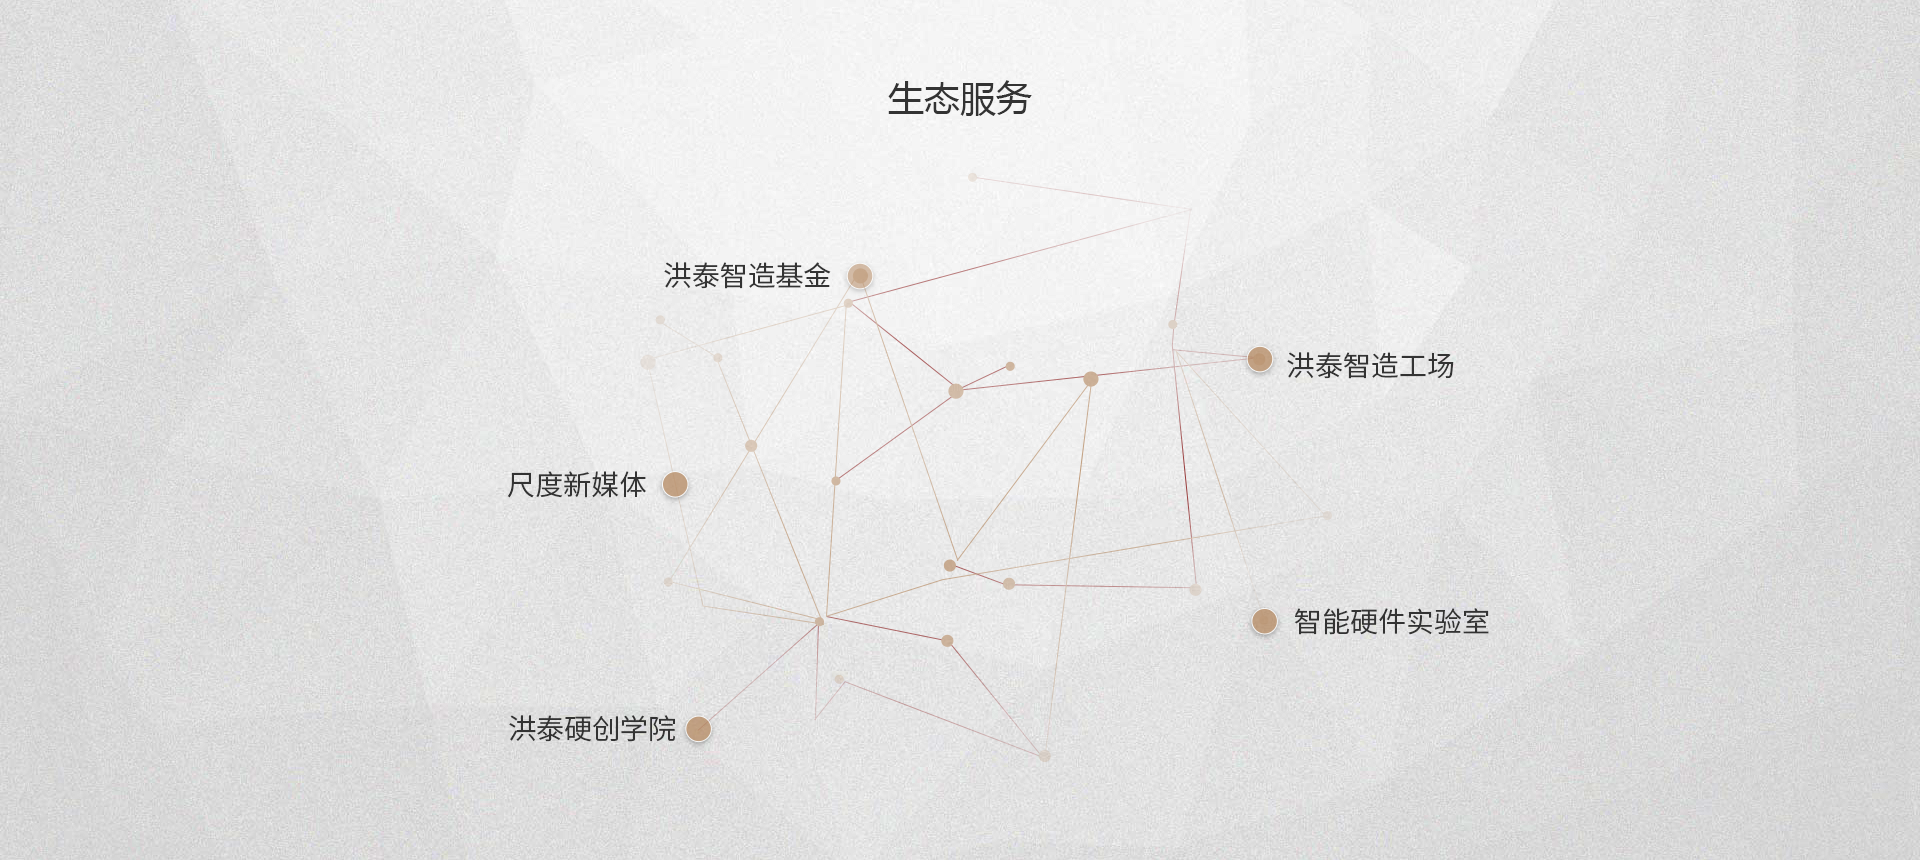 生态服务
洪泰智造基金
洪泰智造工场
尺度新媒体
智能硬件实验室
洪泰硬创学院